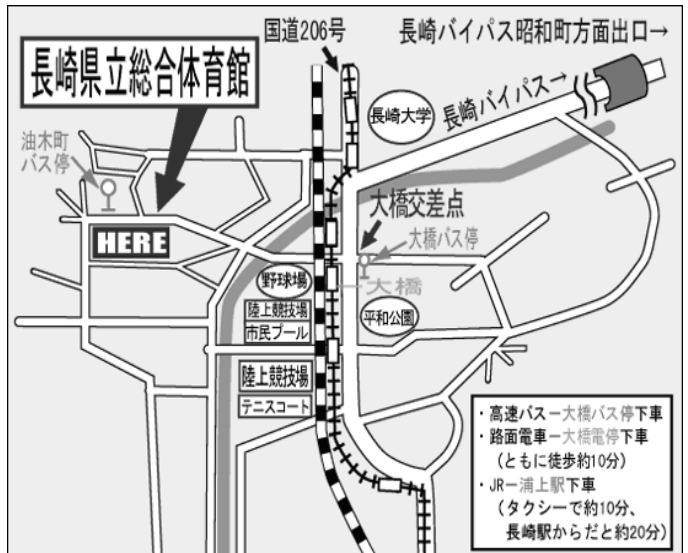 国道206号
長崎バイパス昭和町方面出口→
長崎県立総合体育館
長崎大学
長崎バイパス→
油木町
バス停
大橋交差点
HERE
大橋バス停
野球場
大橋
陸上競技場
市民プール
平和公園
陸上競技場
テニスコート
・高速バスー大橋バス停下車
・路面電車ー大橋電停下車
(ともに徒歩約10分)
・JRー浦上駅下車
(タクシーで約10分、
長崎駅からだと約20分)